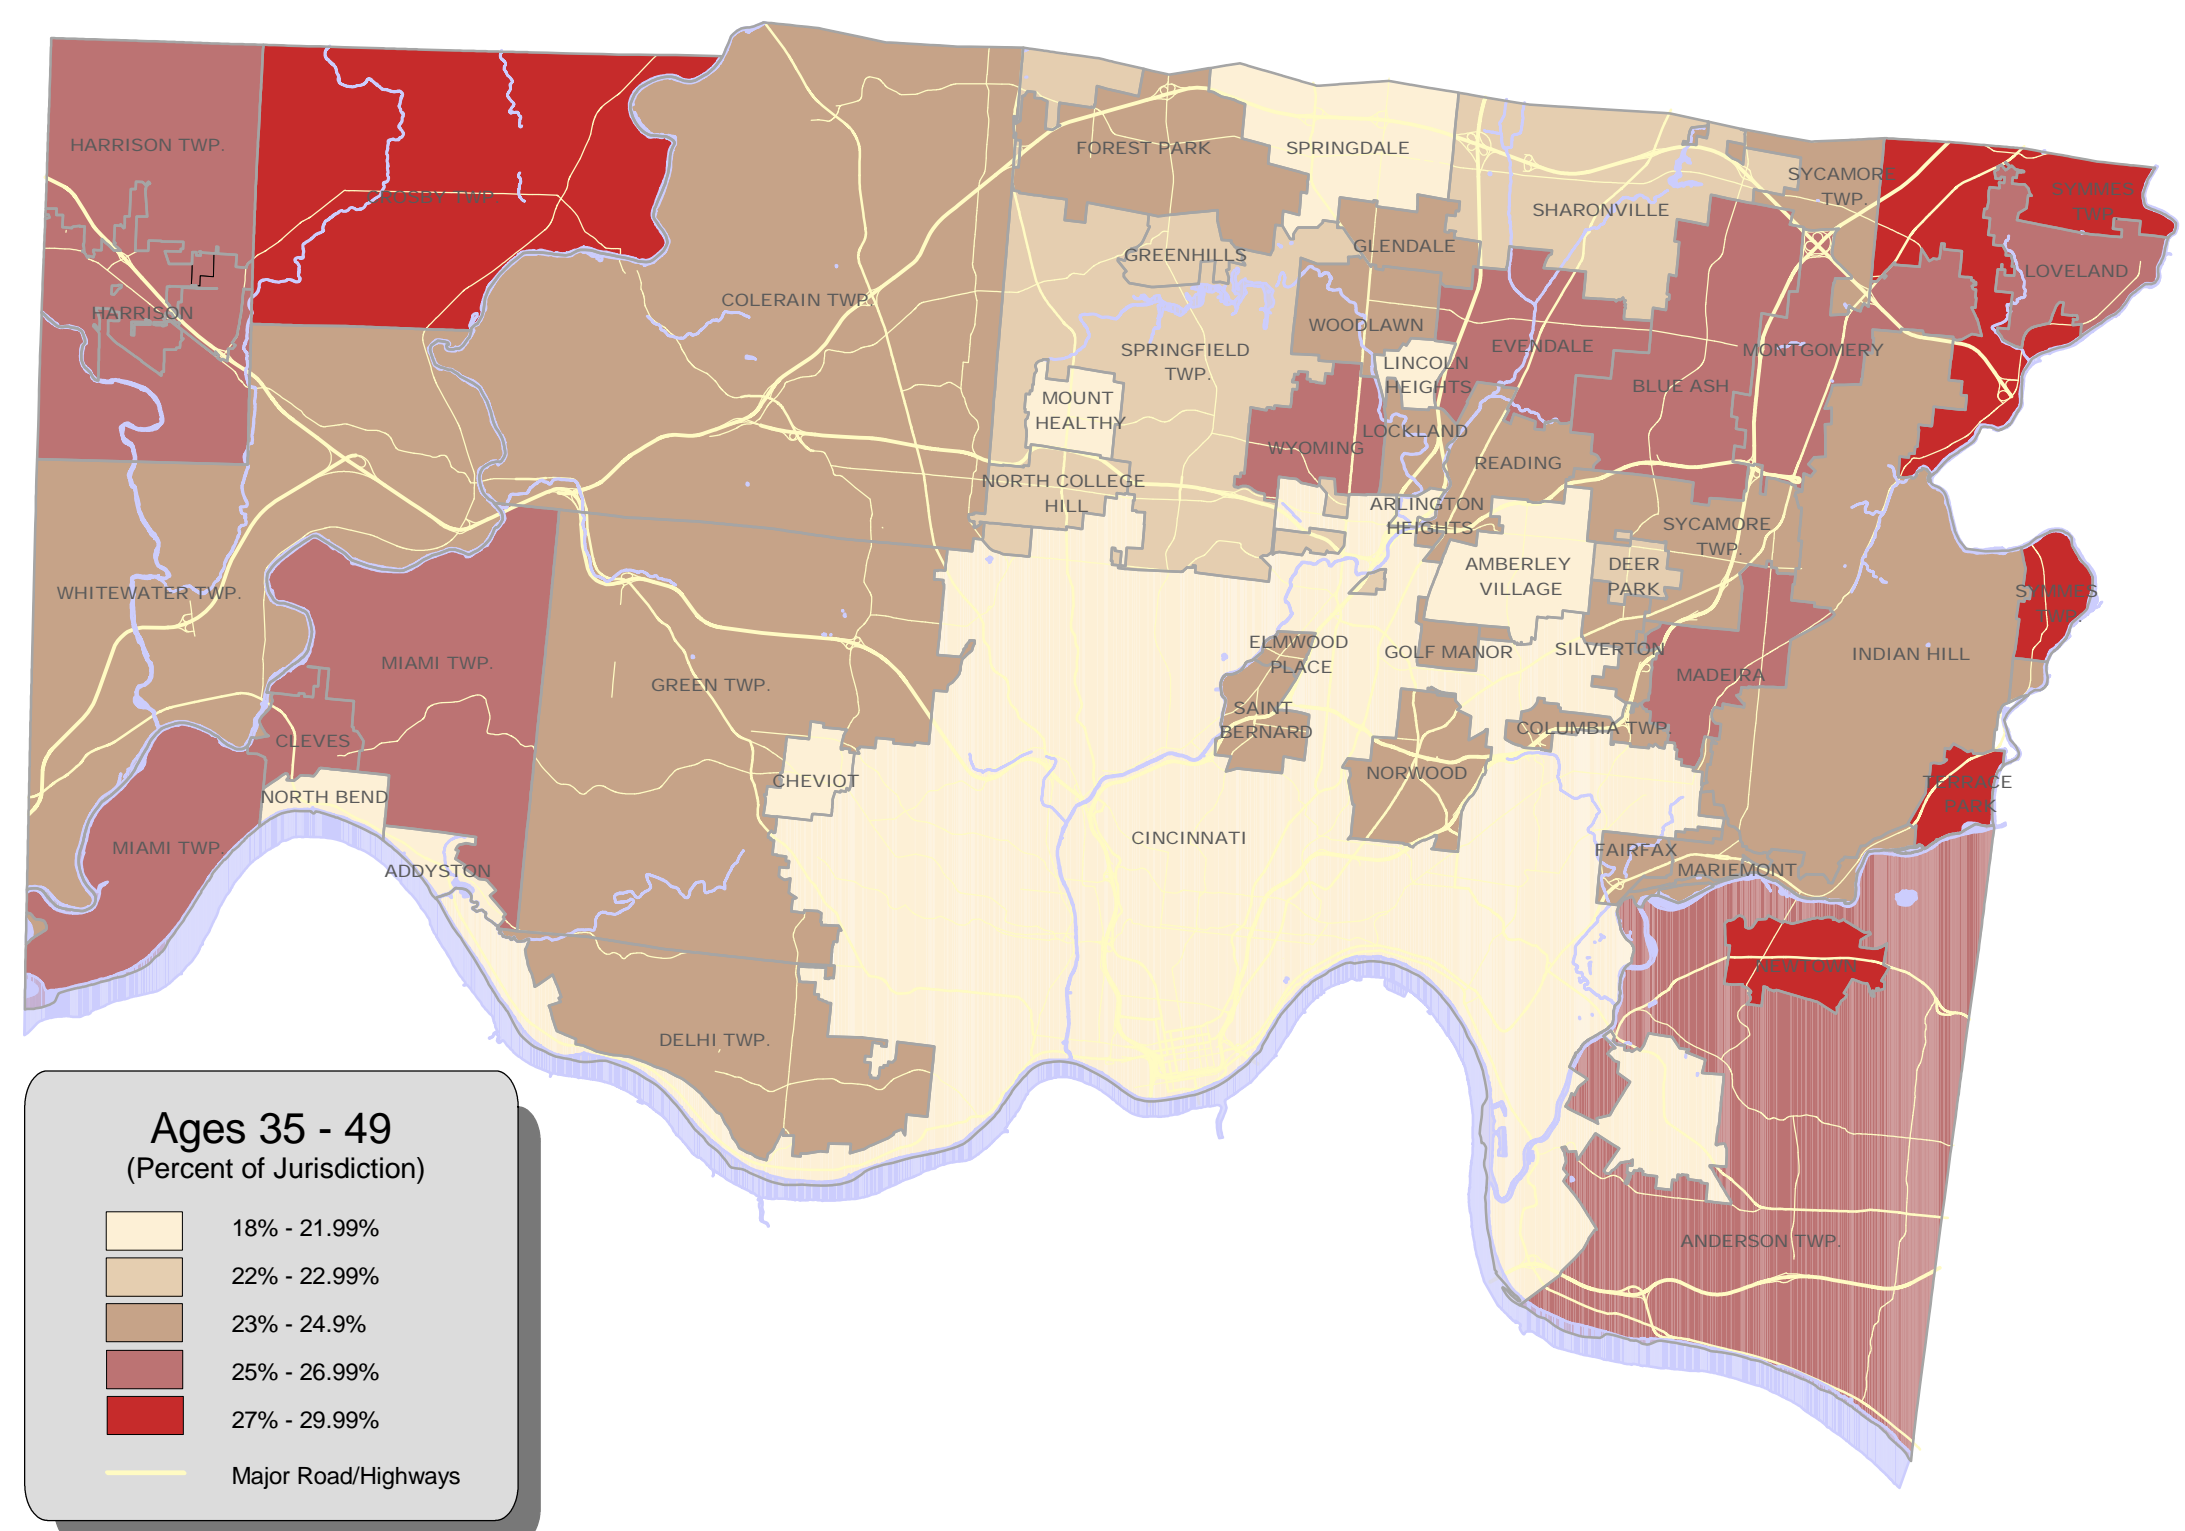 HARRISON TWP.
CROSBY TWP.
FOREST PARK
SPRINGDALE
SYCAMORE
TWP.
SYMMES
TWP.
SHARONVILLE
GREENHILLS
GLENDALE
LOVELAND
COLERAIN TWP.
HARRISON
WOODLAWN
SPRINGFIELD
TWP.
EVENDALE
MONTGOMERY
LINCOLN
HEIGHTS
BLUE ASH
MOUNT
HEALTHY
LOCKLAND
WYOMING
READING
NORTH COLLEGE
HILL
ARLINGTON
HEIGHTS
SYCAMORE
TWP.
AMBERLEY
VILLAGE
DEER
PARK
WHITEWATER TWP.
SYMMES
TWP.
ELMWOOD
PLACE
GOLF MANOR
SILVERTON
INDIAN HILL
MIAMI TWP.
GREEN TWP.
MADEIRA
SAINT
BERNARD
COLUMBIA TWP.
CLEVES
CHEVIOT
NORWOOD
TERRACE
PARK
NORTH BEND
CINCINNATI
MIAMI TWP.
FAIRFAX
ADDYSTON
MARIEMONT
NEWTOWN
DELHI TWP.
ANDERSON TWP.
Ages 35 - 49
(Percent of Jurisdiction)
18% - 21.99%
22% - 22.99%
23% - 24.9%
25% - 26.99%
27% - 29.99%
Major Road/Highways